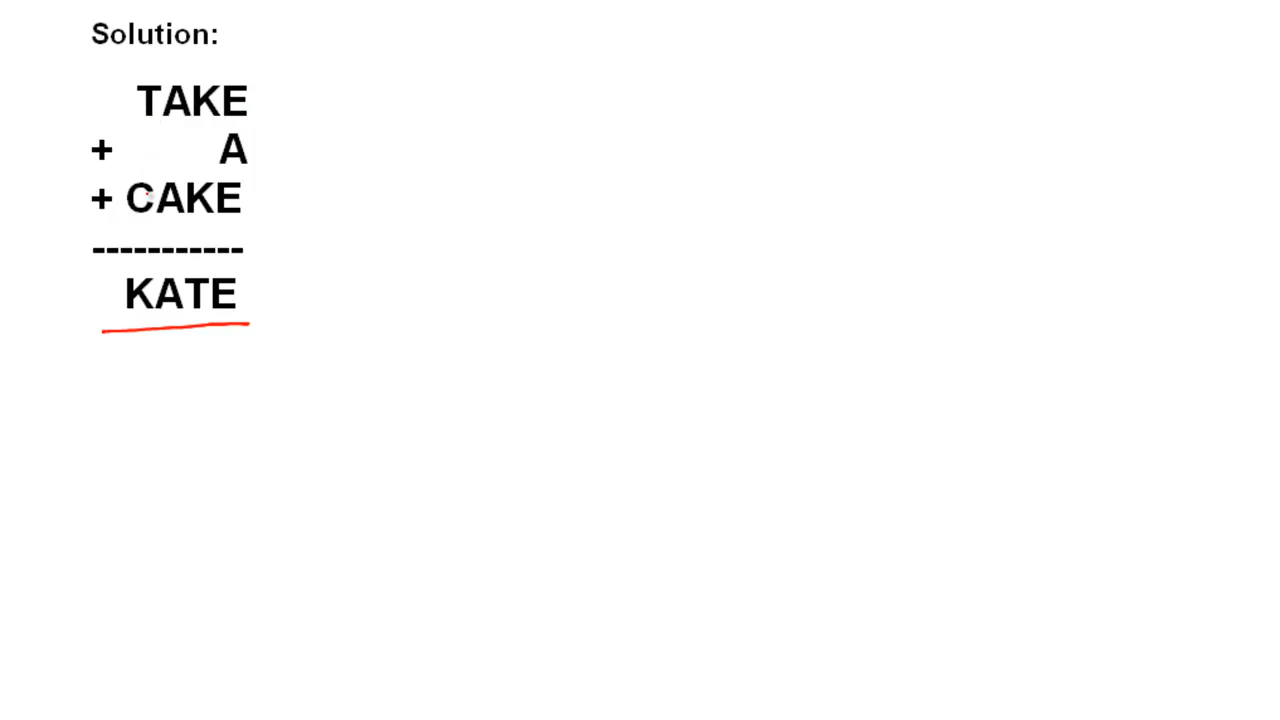 Solution:
TAKE
+ A
+ CAKE
-----------
KATE